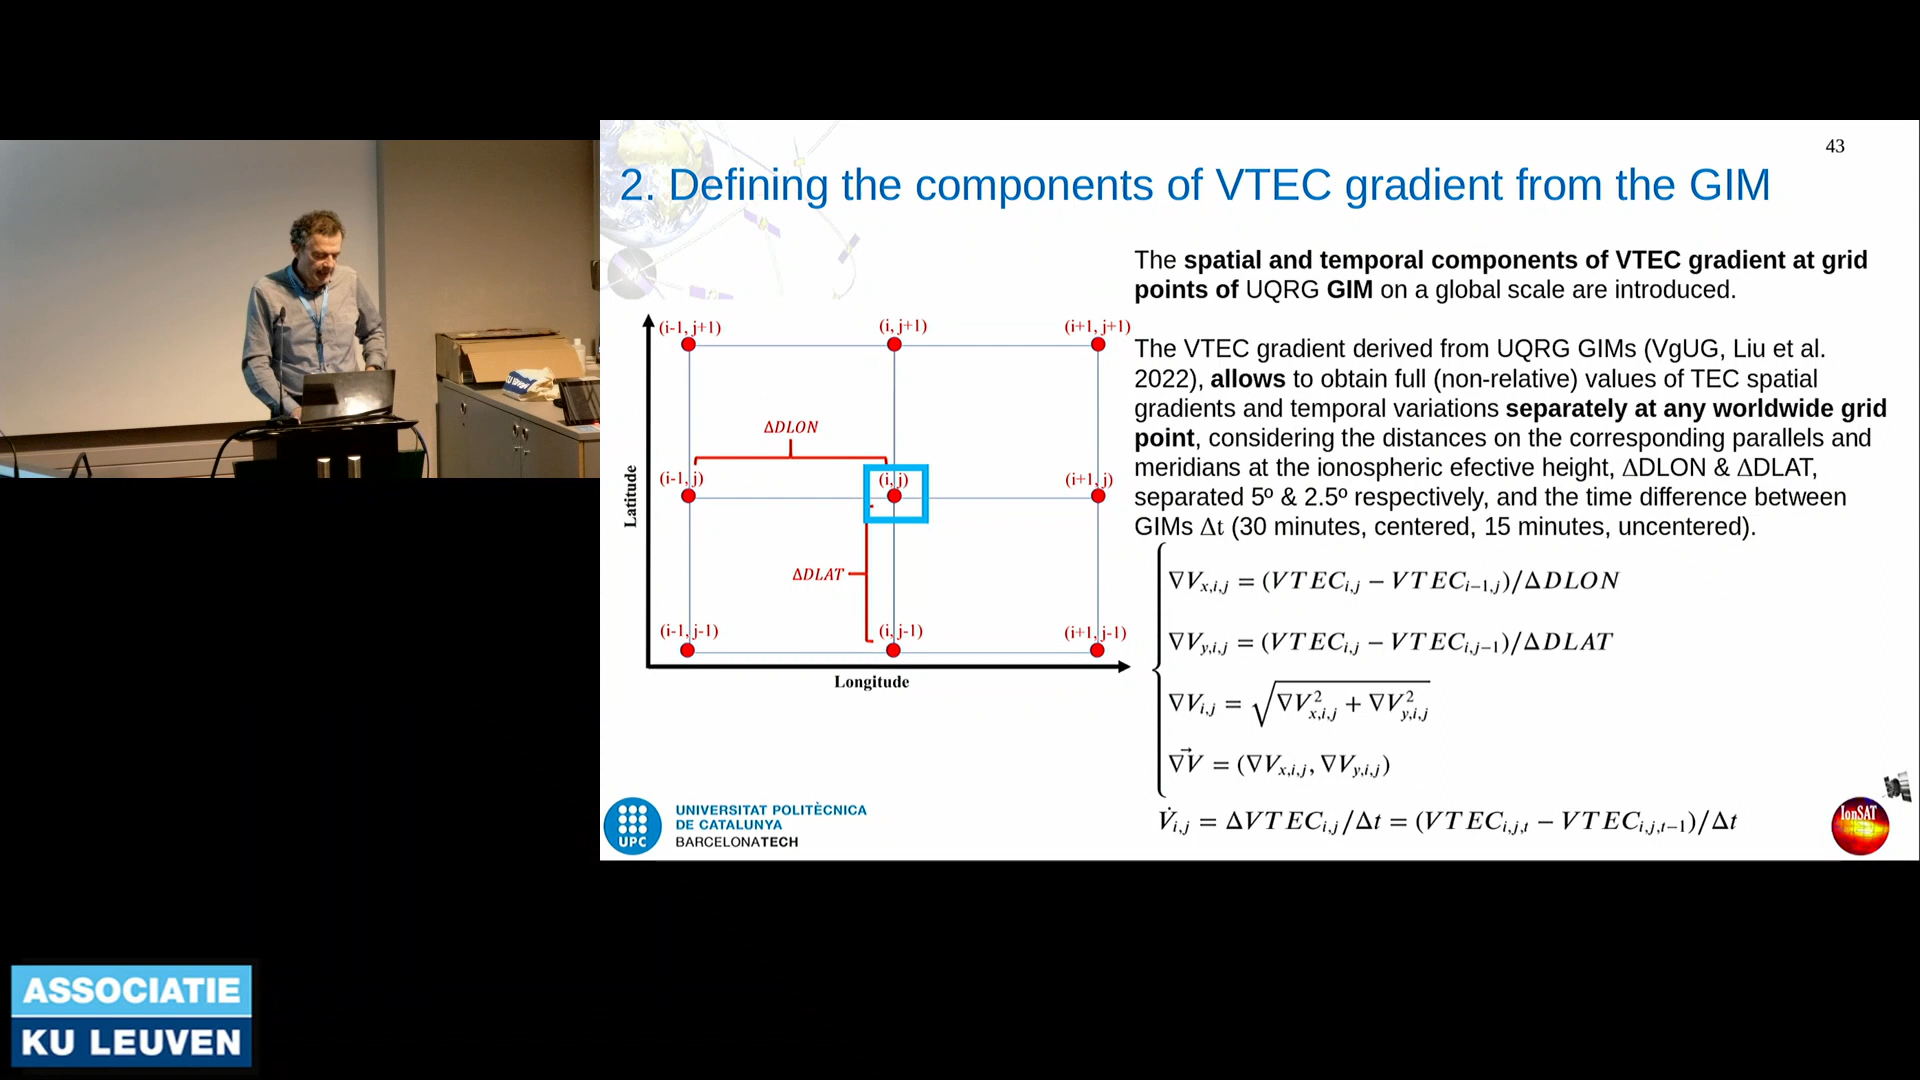 43
2. Defining the components of VTEC gradient from the GIM
The spatial and temporal components of VTEC gradient at grid
points of UQRG GIM on a global scale are introduced.
The VTEC gradient derived from UQRG GIMs (VgUG, Liu et al.
2022), allows to obtain full (non-relative) values of TEC spatial
gradients and temporal variations separately at any worldwide grid
point, considering the distances on the corresponding parallels and
meridians at the ionospheric efective height, ΔDLON & ΔDLAT,
separated 5º & 2.5º respectively, and the time difference between
GIMs Δt (30 minutes, centered, 15 minutes, uncentered).
(i-1, j+1) (i, j+1) (i+1, j+1)
ΔDLON
(i-1, j) (i, j) (i+1, j)
ΔDLAT
(i-1, j-1) (i, j-1) (i+1, j-1)
Latitude
Longitude
∇V_{x,i,j} = (VTEC_{i,j} − VTEC_{i−1,j})/ΔDLON
∇V_{y,i,j} = (VTEC_{i,j} − VTEC_{i,j−1})/ΔDLAT
∇V_{i,j} = √(∇V²_{x,i,j} + ∇V²_{y,i,j})
∇V⃗ = (∇V_{x,i,j}, ∇V_{y,i,j})
V̇_{i,j} = ΔVTEC_{i,j}/Δt = (VTEC_{i,j,t} − VTEC_{i,j,t−1})/Δt
UPC
UNIVERSITAT POLITÈCNICA
DE CATALUNYA
BARCELONATECH
IonSAT
ASSOCIATIE
KU LEUVEN